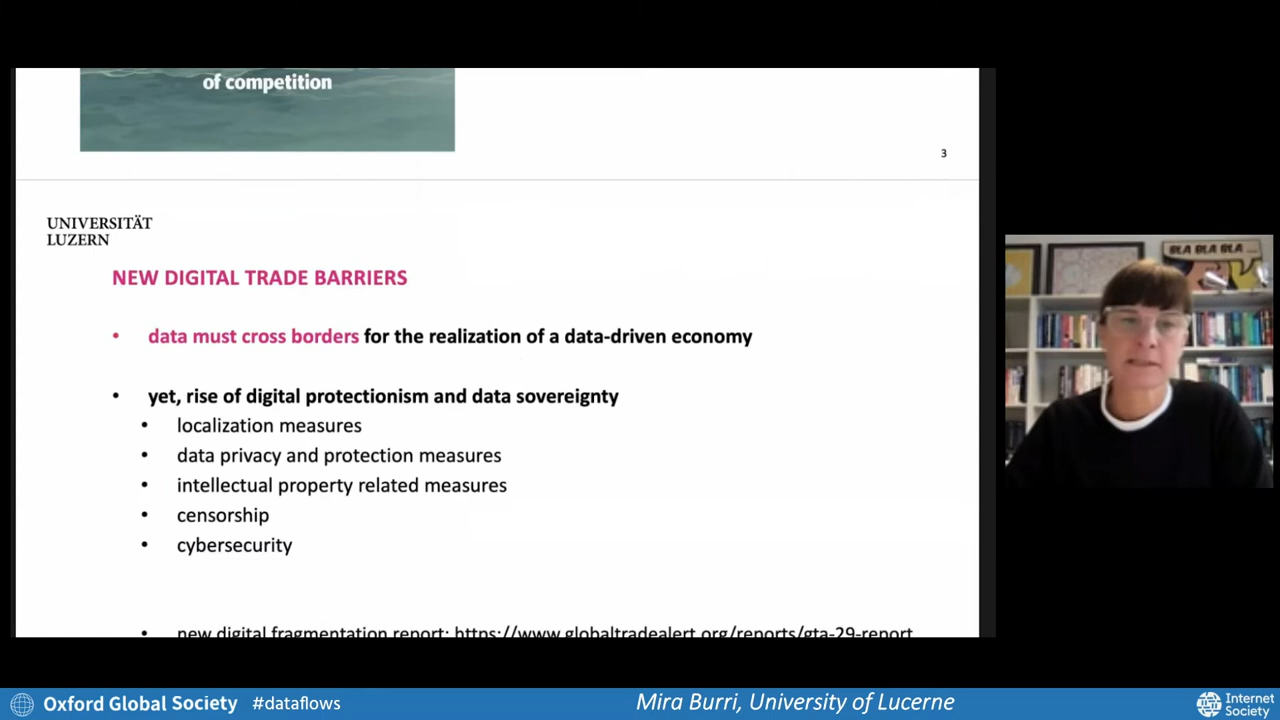 of competition
3
UNIVERSITÄT
LUZERN
NEW DIGITAL TRADE BARRIERS
• data must cross borders for the realization of a data-driven economy
• yet, rise of digital protectionism and data sovereignty
• localization measures
• data privacy and protection measures
• intellectual property related measures
• censorship
• cybersecurity
• new digital fragmentation report: https://www.globaltradealert.org/reports/gta-29-report
BLA BLA BLA ...
Oxford Global Society #dataflows
Mira Burri, University of Lucerne
Internet
Society